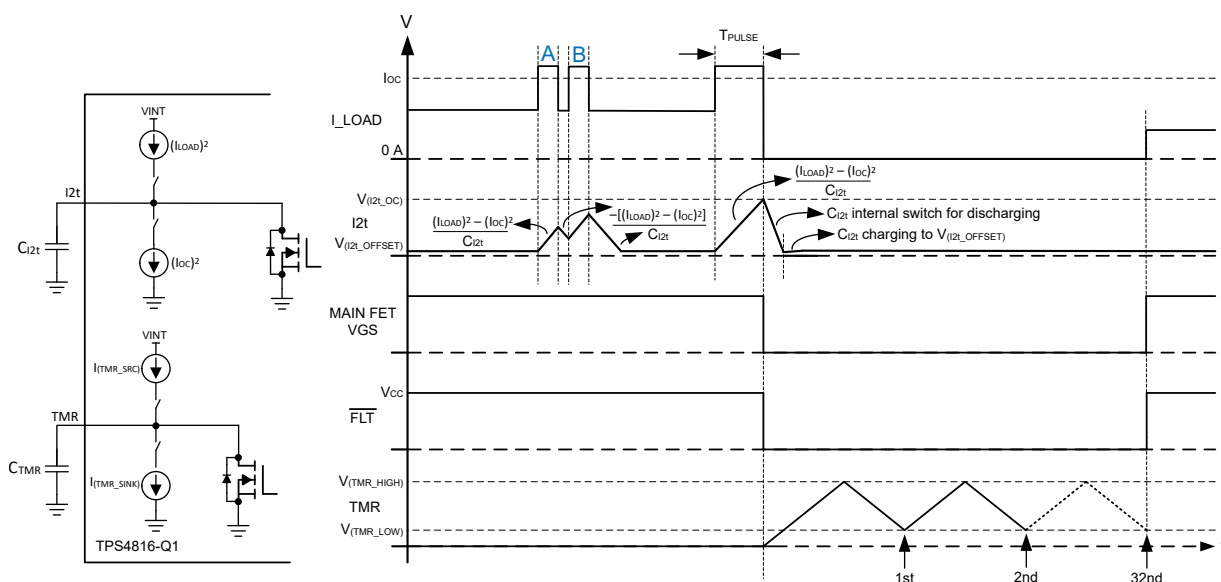 VINT
(ILOAD)²
I2t
CI2t
(IOC)²
VINT
I(TMR_SRC)
TMR
CTMR
I(TMR_SINK)
TPS4816-Q1
V
A
B
TPULSE
IOC
I_LOAD
0 A
V(I2t_OC)
I2t
V(I2t_OFFSET)
(ILOAD)² – (IOC)²
CI2t
–[(ILOAD)² – (IOC)²]
CI2t
(ILOAD)² – (IOC)²
CI2t
CI2t internal switch for discharging
CI2t charging to V(I2t_OFFSET)
MAIN FET
VGS
VCC
FLT
V(TMR_HIGH)
TMR
V(TMR_LOW)
1st
2nd
32nd